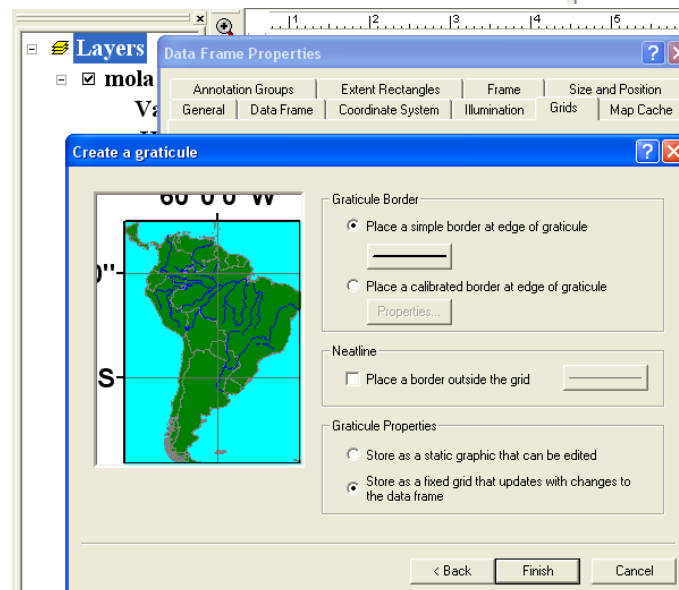 1 2 3 4 5
Layers
Data Frame Properties
mola
Annotation Groups Extent Rectangles Frame Size and Position
General Data Frame Coordinate System Illumination Grids Map Cache
Create a graticule
60°0'0"W
Graticule Border
Place a simple border at edge of graticule
Place a calibrated border at edge of graticule
Properties...
Neatline
Place a border outside the grid
S
Graticule Properties
Store as a static graphic that can be edited
Store as a fixed grid that updates with changes to
the data frame
< Back Finish Cancel